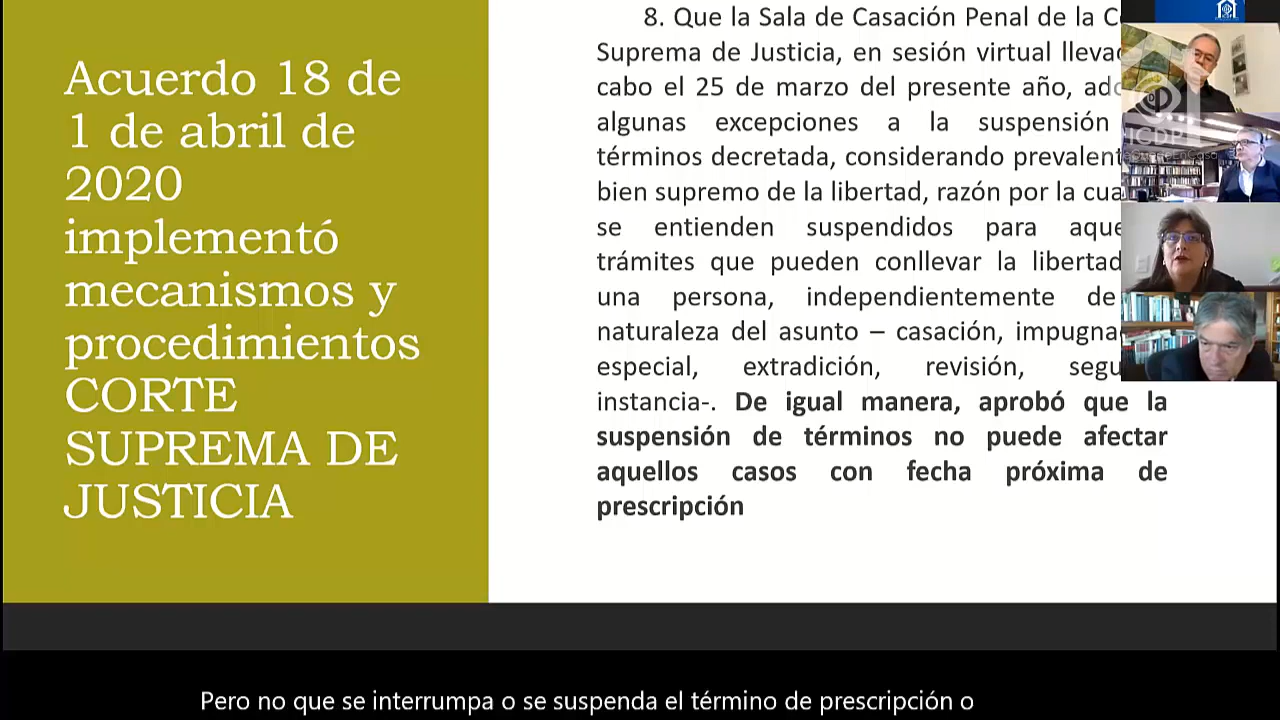 Acuerdo 18 de
1 de abril de
2020
implementó
mecanismos y
procedimientos
CORTE
SUPREMA DE
JUSTICIA
8. Que la Sala de Casación Penal de la
Suprema de Justicia, en sesión virtual
cabo el 25 de marzo del presente año,
algunas excepciones a la suspensión
términos decretada, considerando
bien supremo de la libertad, razón por la
se entienden suspendidos para
trámites que pueden conllevar la libertad
una persona, independientemente de
naturaleza del asunto – casación,
especial, extradición, revisión,
instancia-. De igual manera, aprobó que la
suspensión de términos no puede afectar
aquellos casos con fecha próxima de
prescripción
ICDP
Pero no que se interrumpa o se suspenda el término de prescripción o